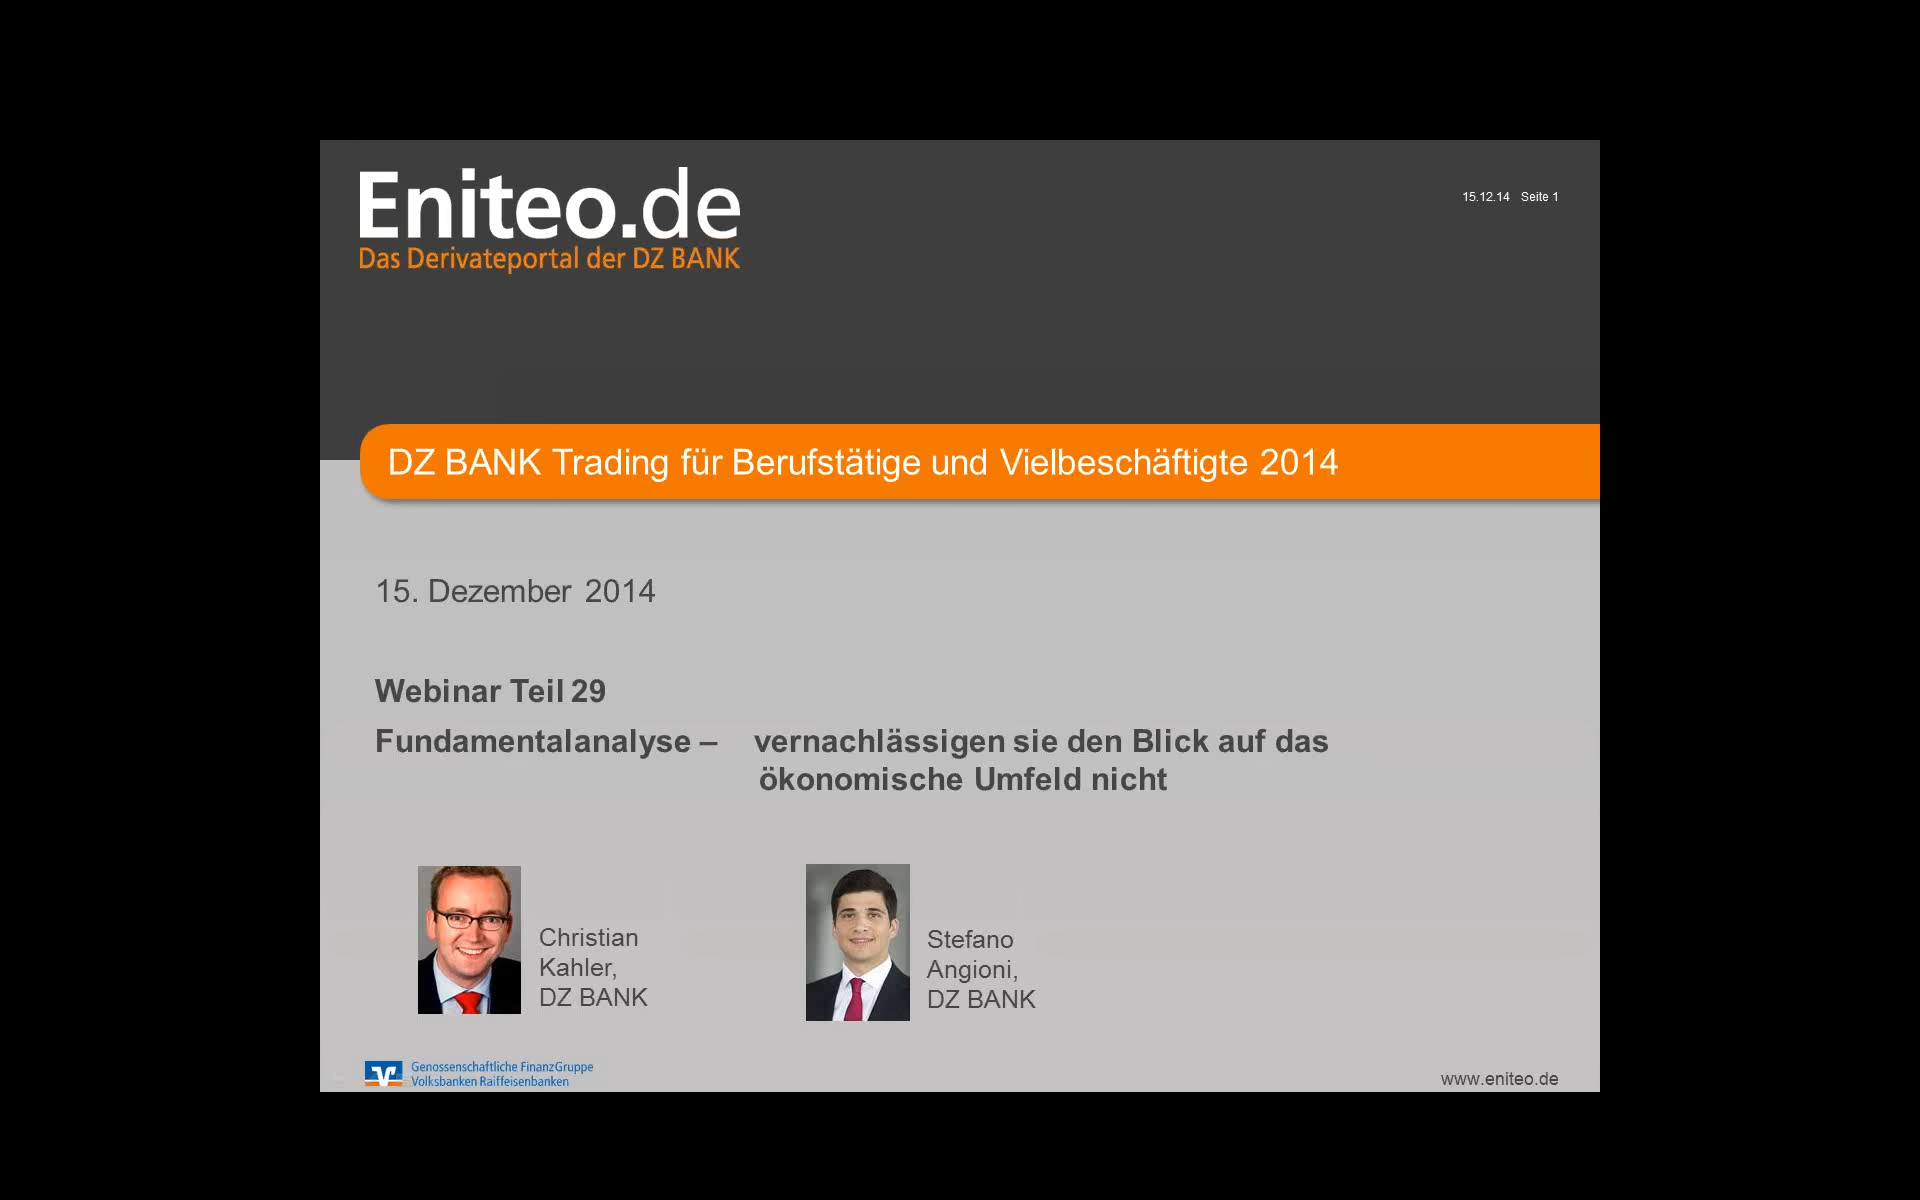 Eniteo.de
Das Derivateportal der DZ BANK
15.12.14 Seite 1
DZ BANK Trading für Berufstätige und Vielbeschäftigte 2014
15. Dezember 2014
Webinar Teil 29
Fundamentalanalyse – vernachlässigen sie den Blick auf das
ökonomische Umfeld nicht
Christian
Kahler,
DZ BANK
Stefano
Angioni,
DZ BANK
Genossenschaftliche FinanzGruppe
Volksbanken Raiffeisenbanken
www.eniteo.de